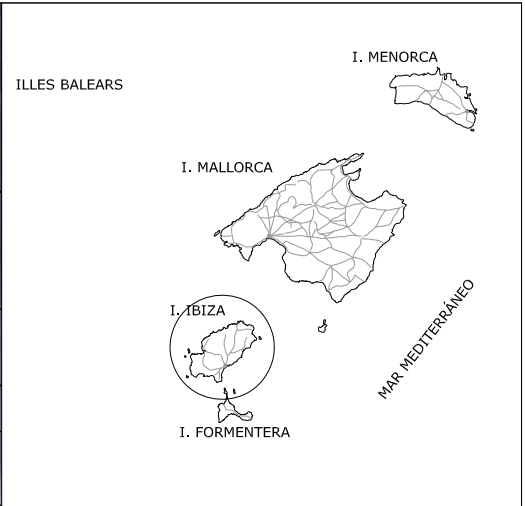 I. MENORCA
ILLES BALEARS
I. MALLORCA
I. IBIZA
MAR MEDITERRÁNEO
I. FORMENTERA